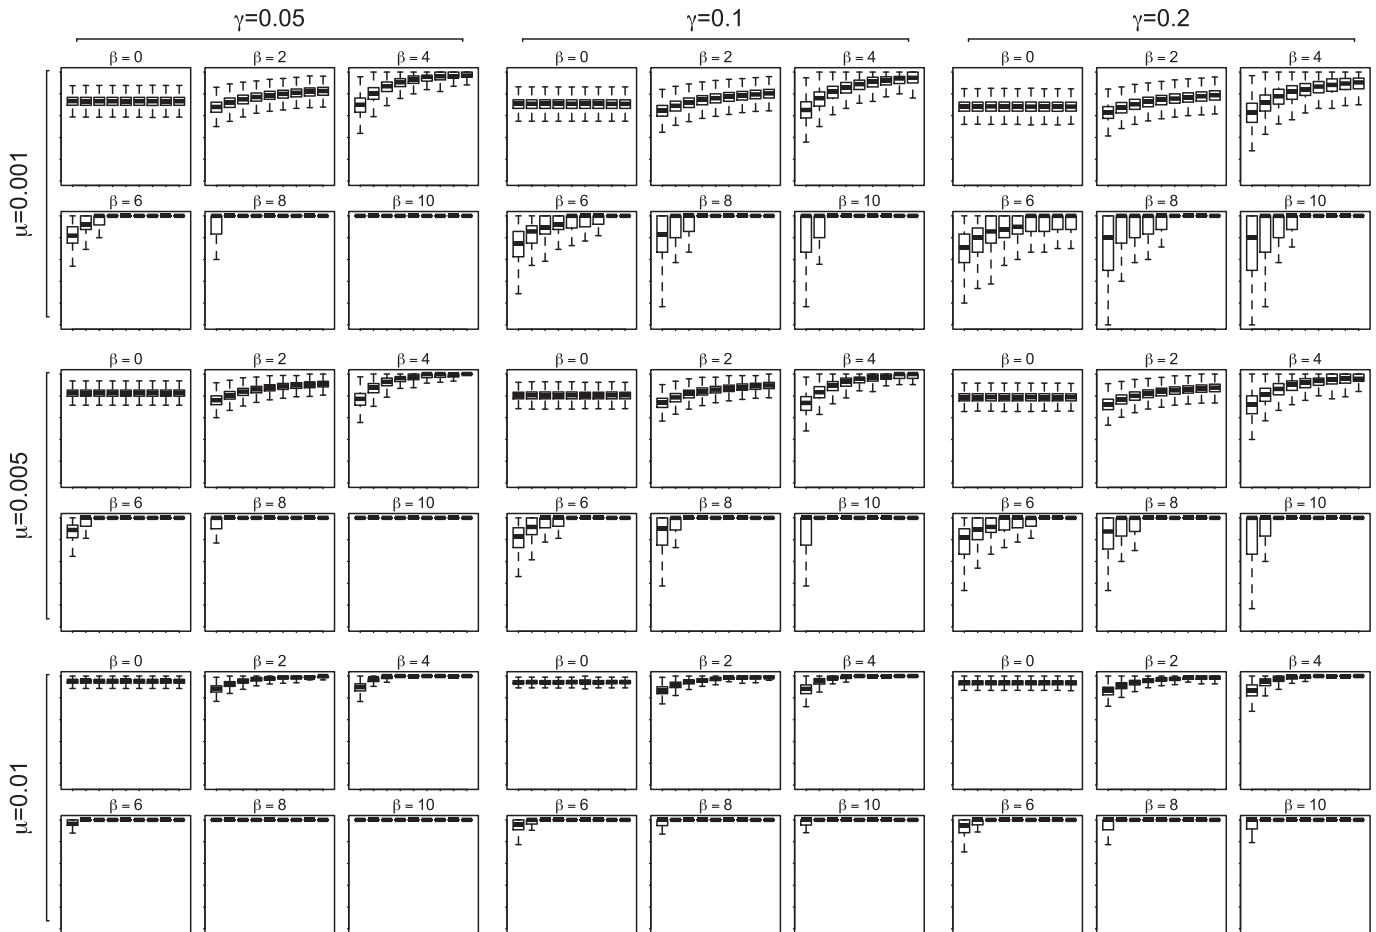 γ=0.05 γ=0.1 γ=0.2
μ=0.001
β = 0 β = 2 β = 4 β = 0 β = 2 β = 4 β = 0 β = 2 β = 4
β = 6 β = 8 β = 10 β = 6 β = 8 β = 10 β = 6 β = 8 β = 10
μ=0.005
β = 0 β = 2 β = 4 β = 0 β = 2 β = 4 β = 0 β = 2 β = 4
β = 6 β = 8 β = 10 β = 6 β = 8 β = 10 β = 6 β = 8 β = 10
μ=0.01
β = 0 β = 2 β = 4 β = 0 β = 2 β = 4 β = 0 β = 2 β = 4
β = 6 β = 8 β = 10 β = 6 β = 8 β = 10 β = 6 β = 8 β = 10